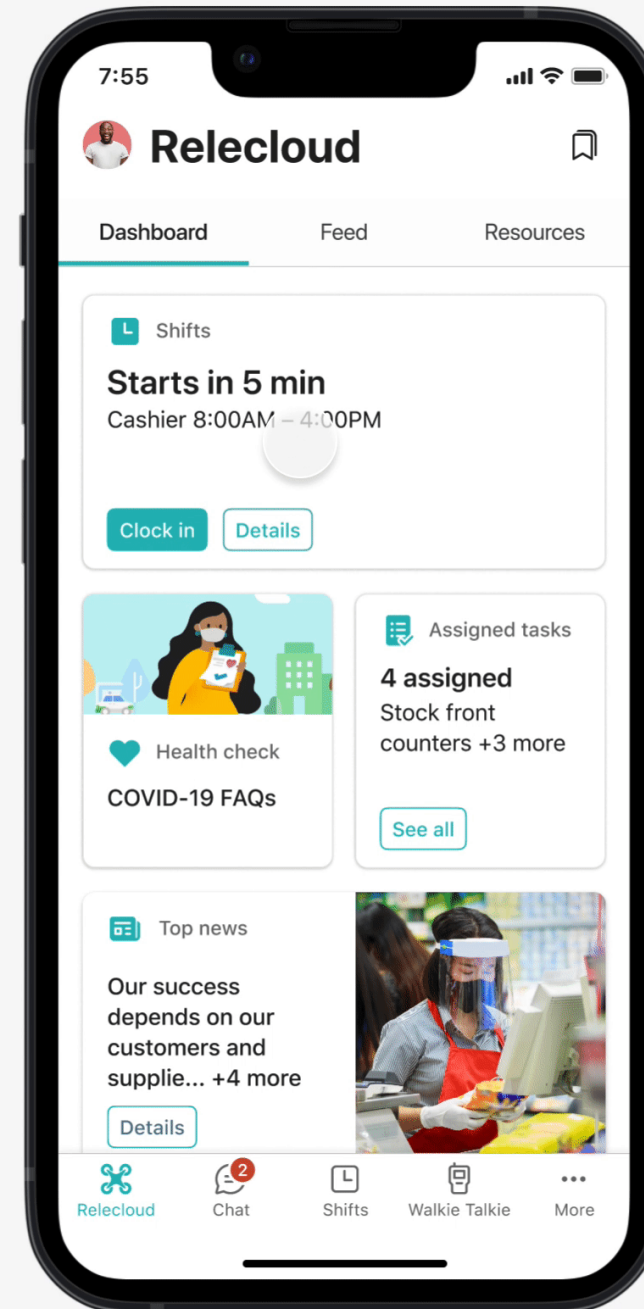 7:55
Relecloud
Dashboard
Feed
Resources
Shifts
Starts in 5 min
Cashier 8:00AM – 4:00PM
Clock in
Details
Health check
COVID-19 FAQs
Assigned tasks
4 assigned
Stock front
counters +3 more
See all
Top news
Our success
depends on our
customers and
supplie... +4 more
Details
2
Relecloud
Chat
Shifts
Walkie Talkie
More